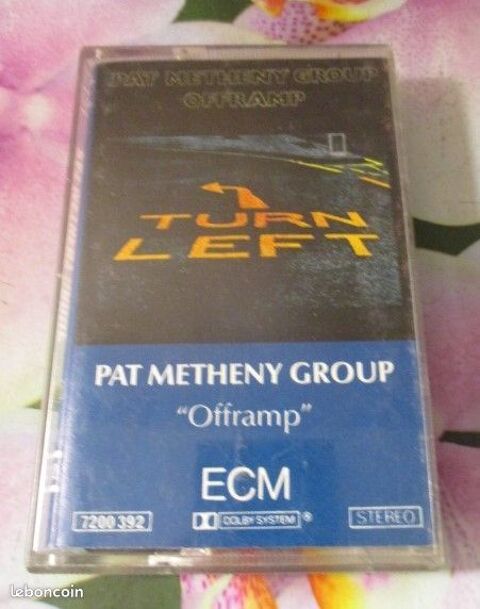 PAT METHENY GROUP
OFFRAMP
TURN
LEFT
PAT METHENY GROUP
“Offramp”
ECM
7200 392 DOLBY SYSTEM ® STEREO
leboncoin